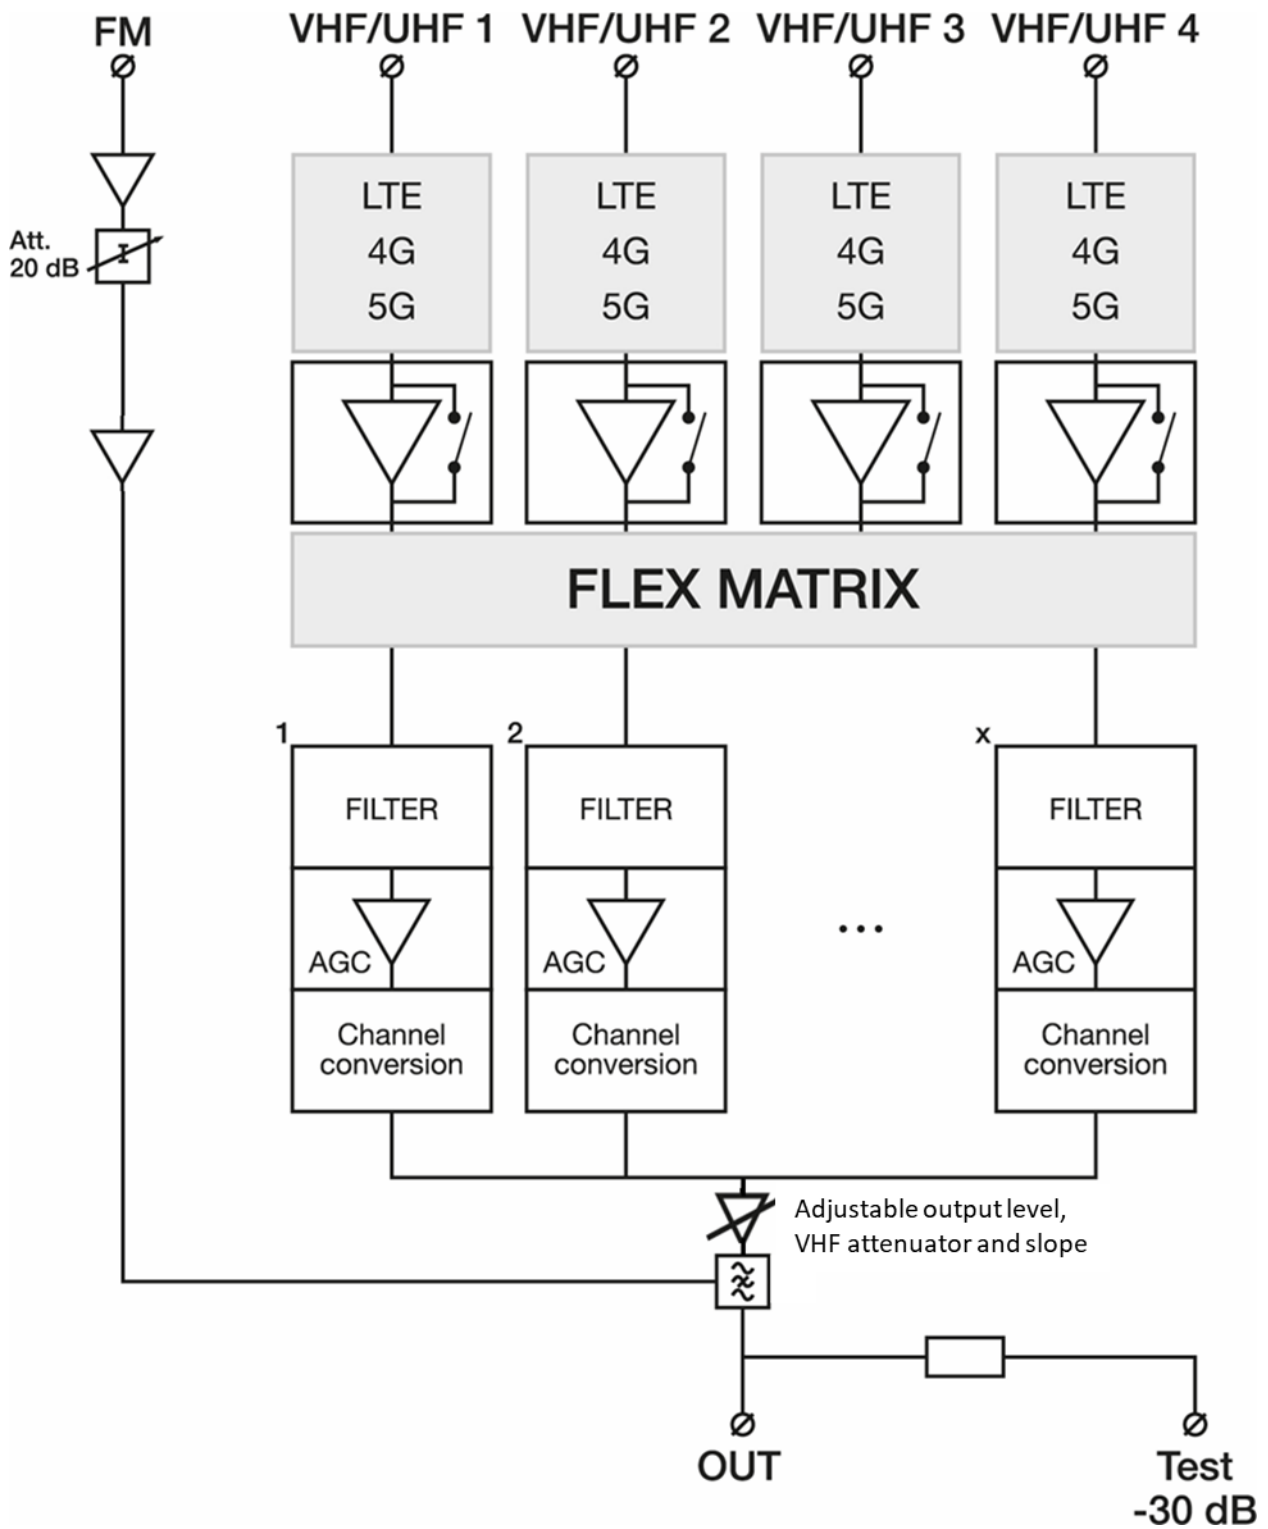 FM
VHF/UHF 1
VHF/UHF 2
VHF/UHF 3
VHF/UHF 4
Att.
20 dB
LTE
4G
5G
LTE
4G
5G
LTE
4G
5G
LTE
4G
5G
FLEX MATRIX
1
2
x
FILTER
FILTER
FILTER
AGC
AGC
...
AGC
Channel
conversion
Channel
conversion
Channel
conversion
Adjustable output level,
VHF attenuator and slope
OUT
Test
-30 dB